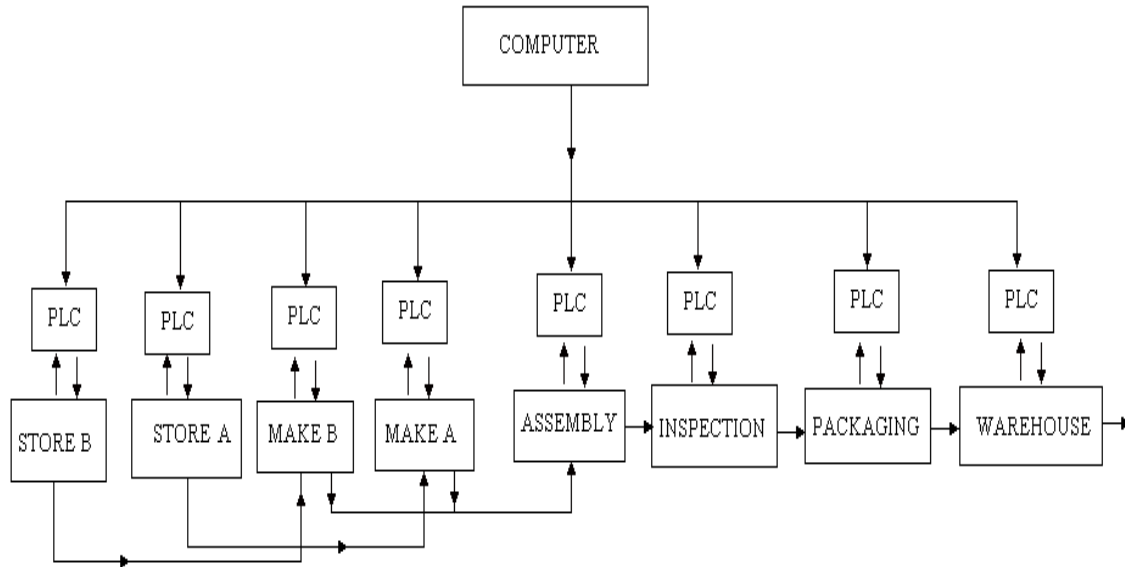 COMPUTER
PLC
PLC
PLC
PLC
PLC
PLC
PLC
PLC
STORE B
STORE A
MAKE B
MAKE A
ASSEMBLY
INSPECTION
PACKAGING
WAREHOUSE